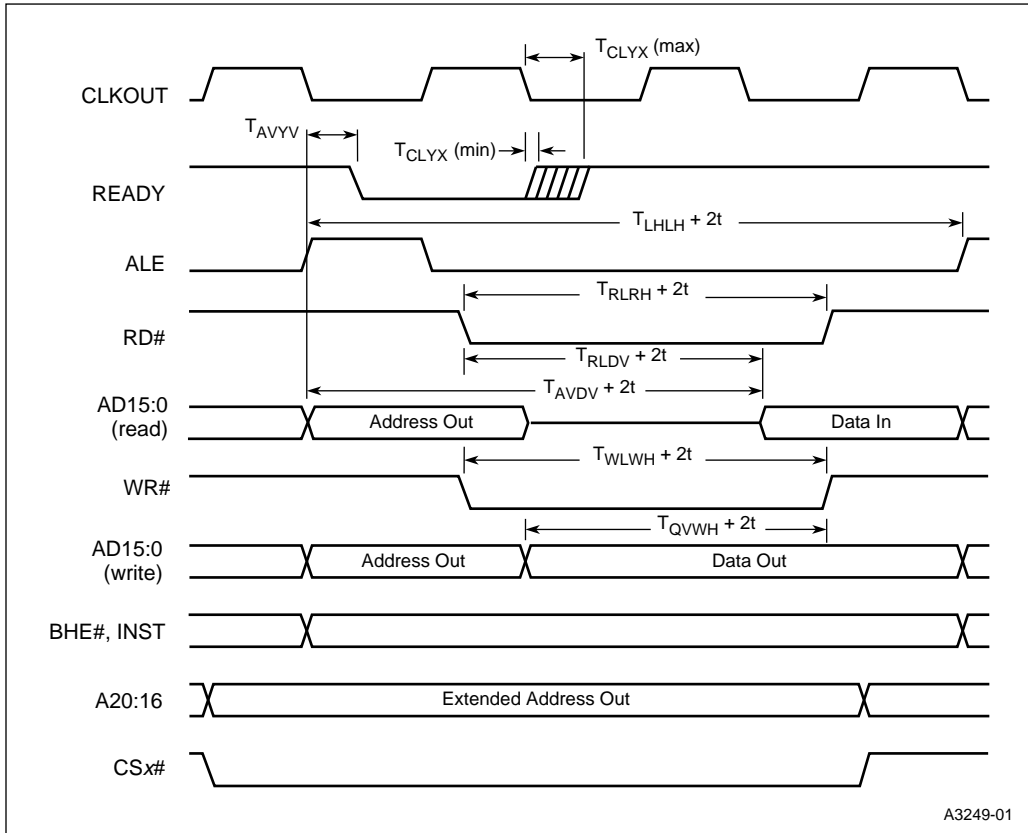 T_CLYX (max)
CLKOUT
T_AVYV
T_CLYX (min)
READY
T_LHLH + 2t
ALE
T_RLRH + 2t
RD#
T_RLDV + 2t
T_AVDV + 2t
AD15:0
(read)
Address Out
Data In
T_WLWH + 2t
WR#
T_QVWH + 2t
AD15:0
(write)
Address Out
Data Out
BHE#, INST
A20:16
Extended Address Out
CSx#
A3249-01